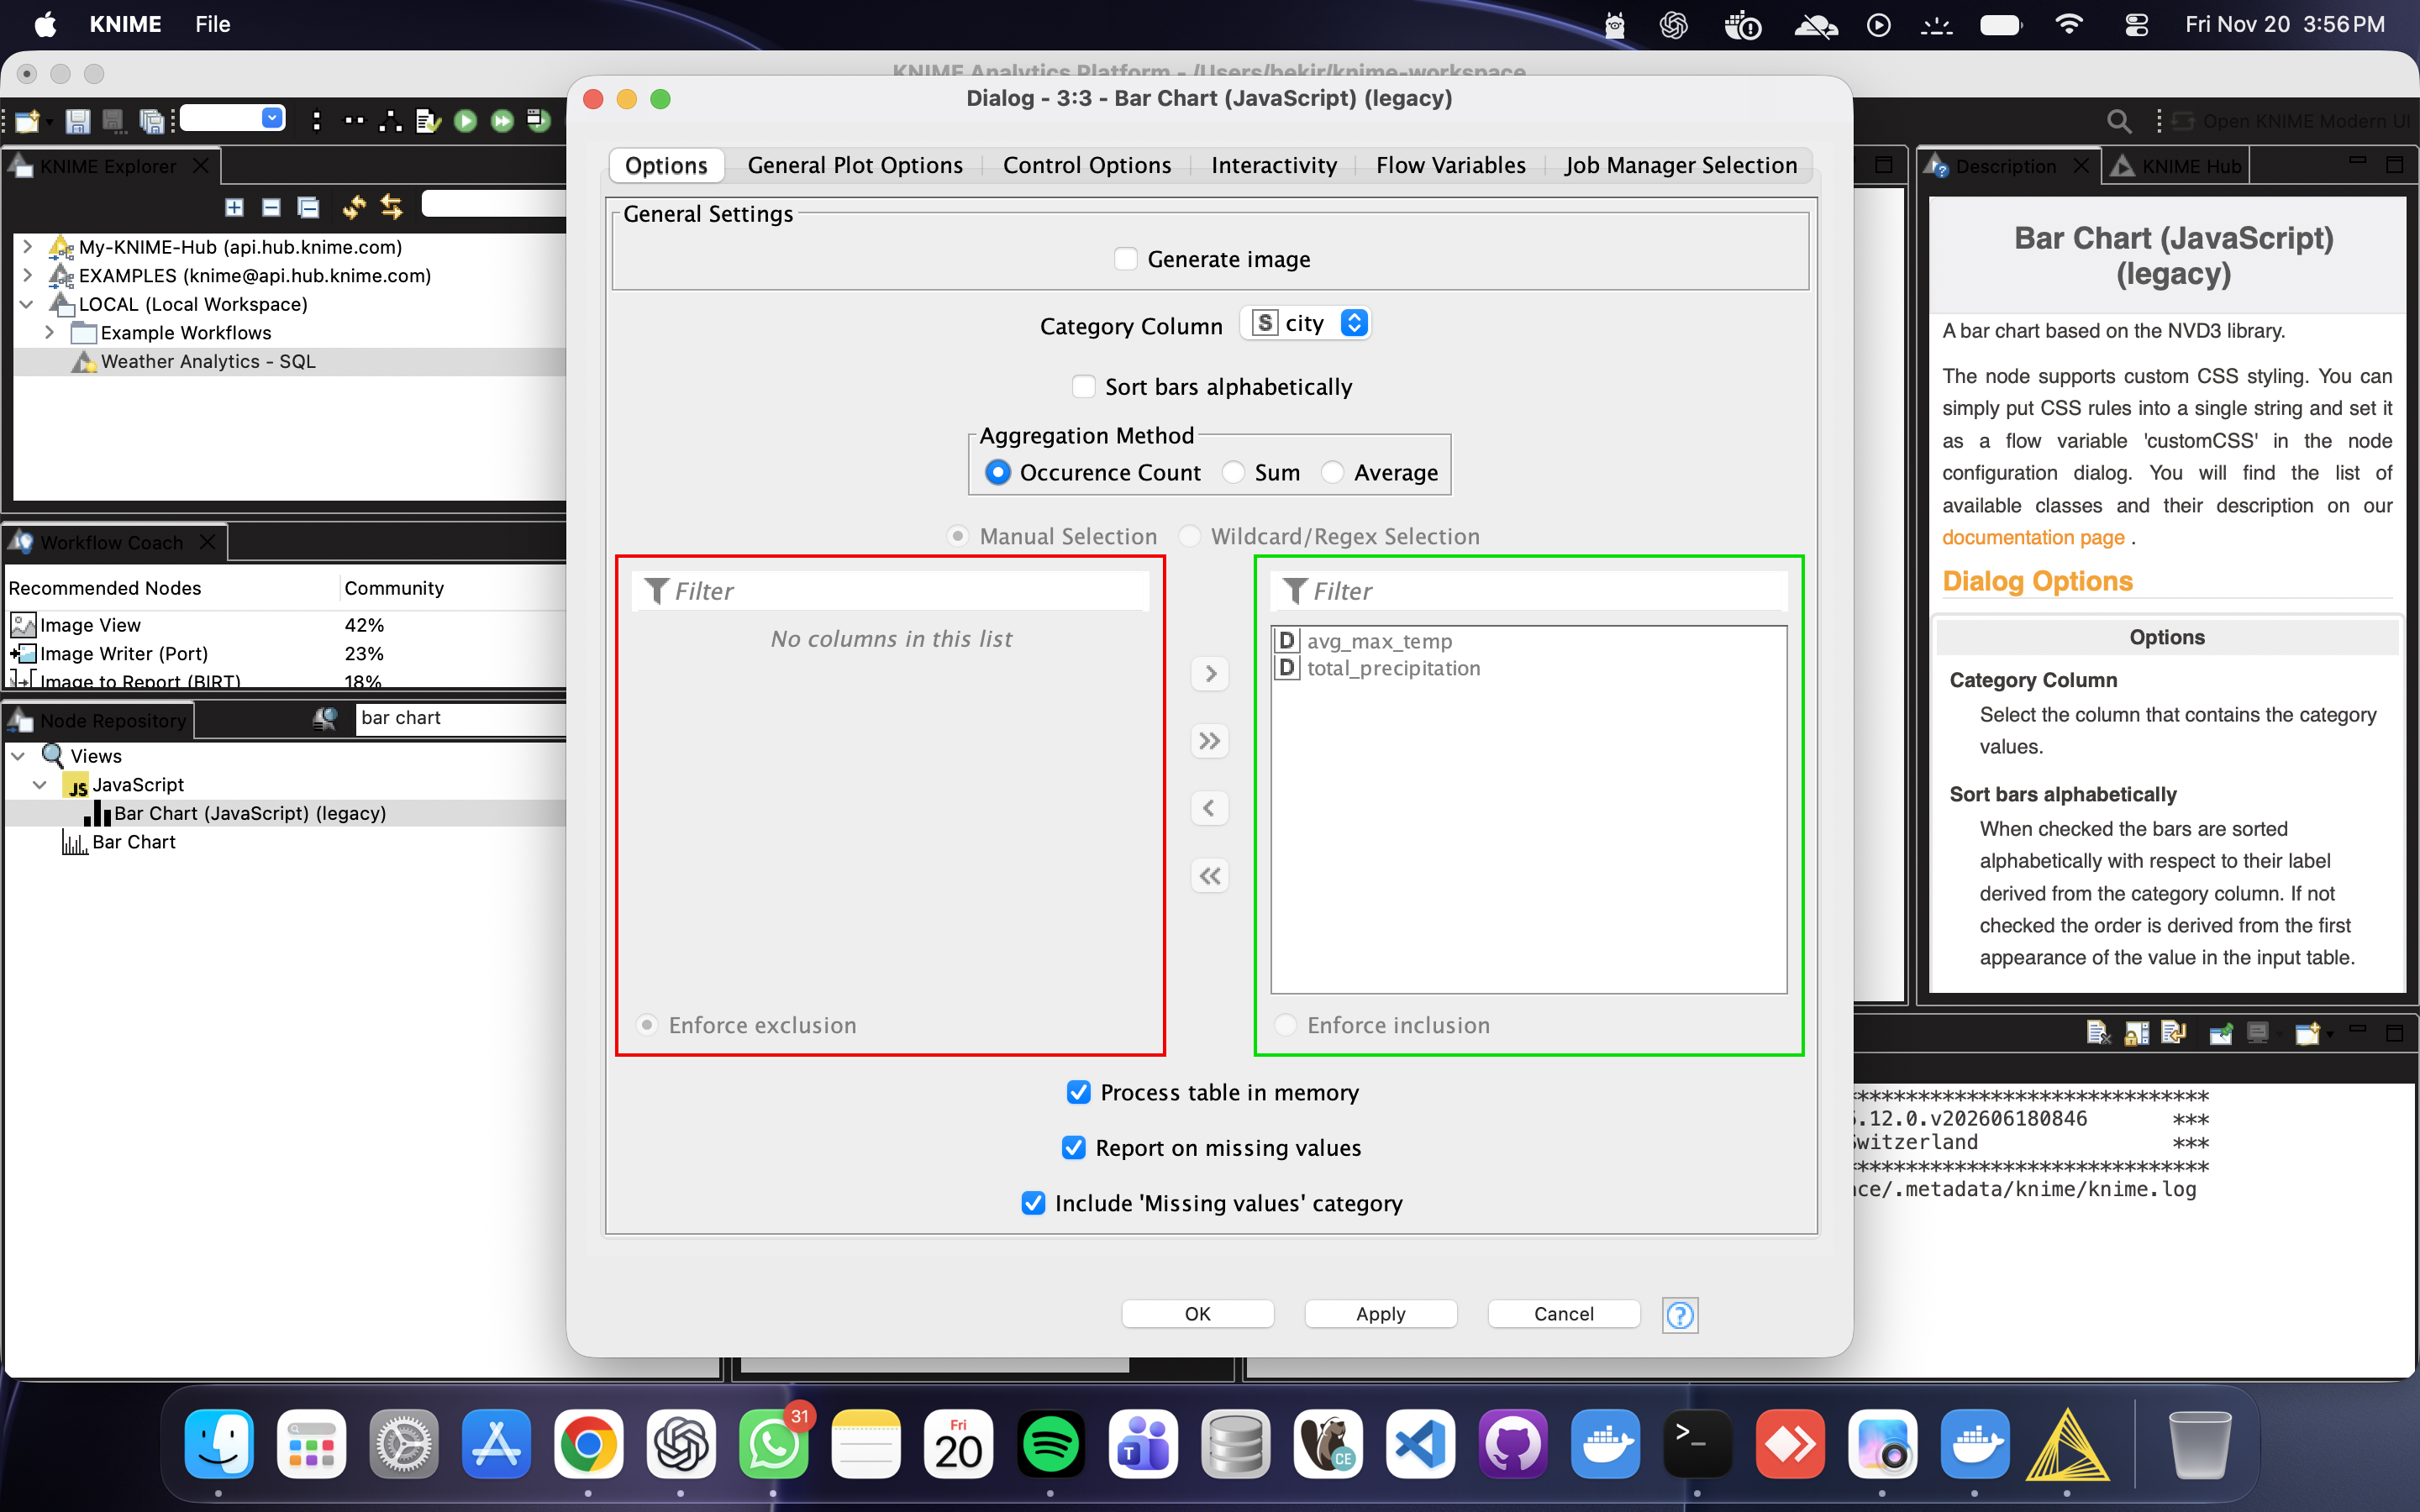 KNIME File
Fri Nov 20 3:56 PM
KNIME Analytics Platform - /Users/bekir/knime-workspace
Dialog - 3:3 - Bar Chart (JavaScript) (legacy)
Open KNIME Modern UI
KNIME Explorer
Options General Plot Options Control Options Interactivity Flow Variables Job Manager Selection
Description KNIME Hub
My-KNIME-Hub (api.hub.knime.com)
EXAMPLES (knime@api.hub.knime.com)
LOCAL (Local Workspace)
Example Workflows
Weather Analytics - SQL
Workflow Coach
Recommended Nodes Community
Image View 42%
Image Writer (Port) 23%
Image to Report (BIRT) 18%
Node Repository bar chart
Views
JS JavaScript
Bar Chart (JavaScript) (legacy)
Bar Chart
General Settings
Generate image
Category Column S city
Sort bars alphabetically
Aggregation Method
Occurence Count Sum Average
Manual Selection Wildcard/Regex Selection
Filter
No columns in this list
Enforce exclusion
Filter
D avg_max_temp
D total_precipitation
Enforce inclusion
Process table in memory
Report on missing values
Include 'Missing values' category
OK Apply Cancel ?
Bar Chart (JavaScript)
(legacy)
A bar chart based on the NVD3 library.
The node supports custom CSS styling. You can
simply put CSS rules into a single string and set it
as a flow variable 'customCSS' in the node
configuration dialog. You will find the list of
available classes and their description on our
documentation page .
Dialog Options
Options
Category Column
Select the column that contains the category
values.
Sort bars alphabetically
When checked the bars are sorted
alphabetically with respect to their label
derived from the category column. If not
checked the order is derived from the first
appearance of the value in the input table.
******************************
.12.0.v202606180846 ***
Switzerland ***
******************************
ace/.metadata/knime/knime.log
31
Fri
20
T
CE
>_